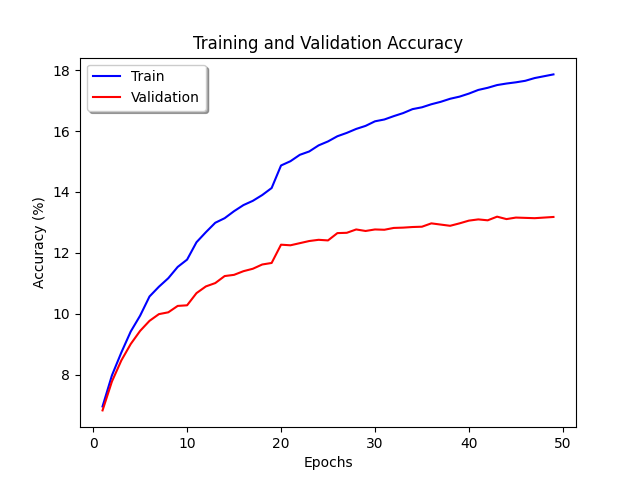 Training and Validation Accuracy
Train
Validation
Accuracy (%)
18
16
14
12
10
8
0 10 20 30 40 50
Epochs